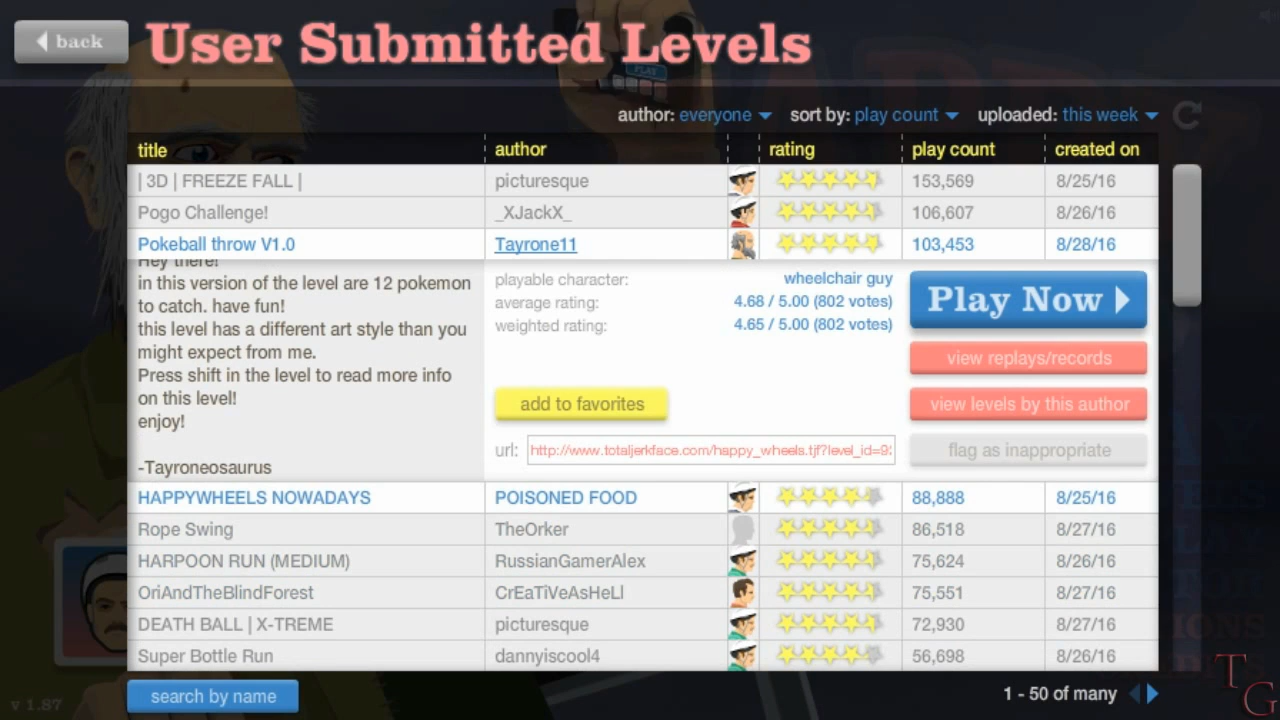 back
User Submitted Levels
author: everyone sort by: play count uploaded: this week
title author rating play count created on
| 3D | FREEZE FALL | picturesque 153,569 8/25/16
Pogo Challenge! _XJackX_ 106,607 8/26/16
Pokeball throw V1.0 Tayrone11 103,453 8/28/16
Hey there!
in this version of the level are 12 pokemon
to catch. have fun!
this level has a different art style than you
might expect from me.
Press shift in the level to read more info
on this level!
enjoy!
-Tayroneosaurus
playable character: wheelchair guy
average rating: 4.68 / 5.00 (802 votes)
weighted rating: 4.65 / 5.00 (802 votes)
add to favorites
url: http://www.totaljerkface.com/happy_wheels.tjf?level_id=9
Play Now
view replays/records
view levels by this author
flag as inappropriate
HAPPYWHEELS NOWADAYS POISONED FOOD 88,888 8/25/16
Rope Swing TheOrker 86,518 8/27/16
HARPOON RUN (MEDIUM) RussianGamerAlex 75,624 8/26/16
OriAndTheBlindForest CrEaTiVeAsHeLl 75,551 8/27/16
DEATH BALL | X-TREME picturesque 72,930 8/27/16
Super Bottle Run dannyiscool4 56,698 8/26/16
search by name
1 - 50 of many
v 1.87
TG